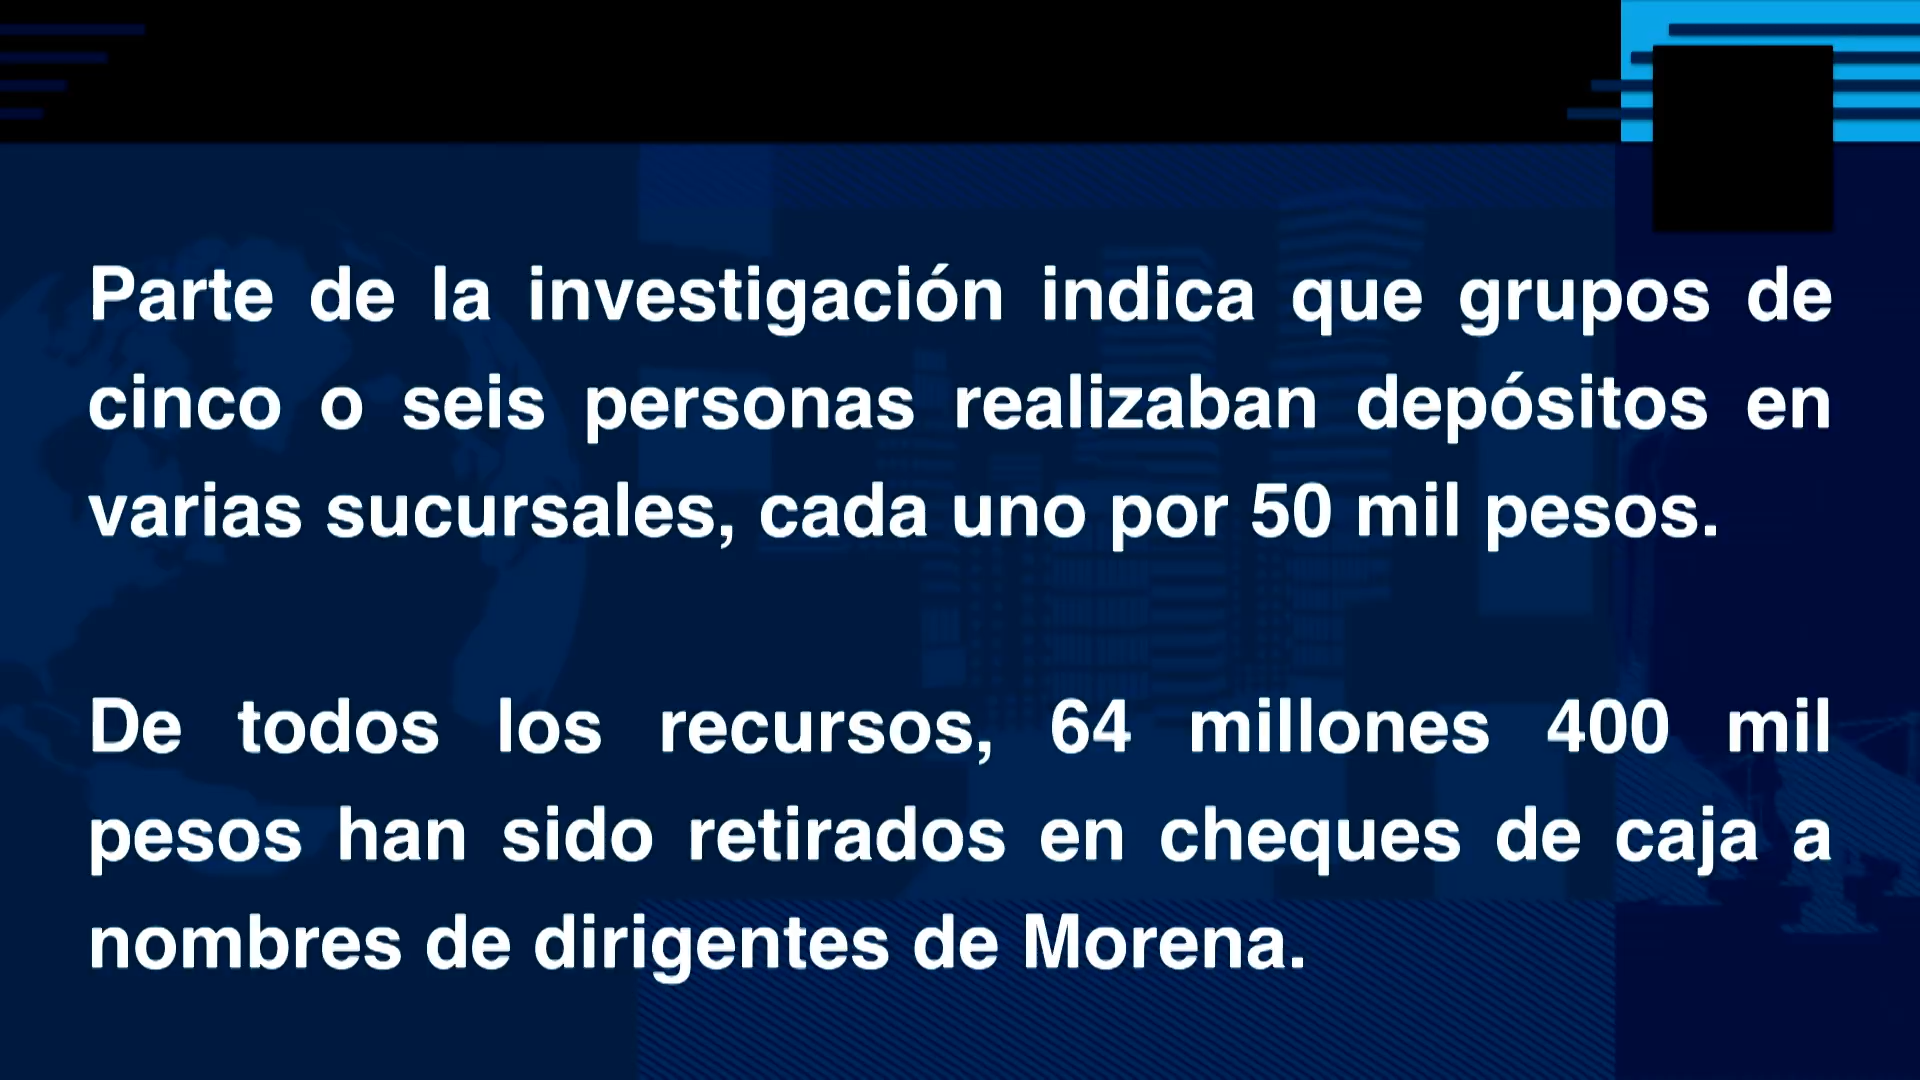 Parte de la investigación indica que grupos de
cinco o seis personas realizaban depósitos en
varias sucursales, cada uno por 50 mil pesos.
De todos los recursos, 64 millones 400 mil
pesos han sido retirados en cheques de caja a
nombres de dirigentes de Morena.